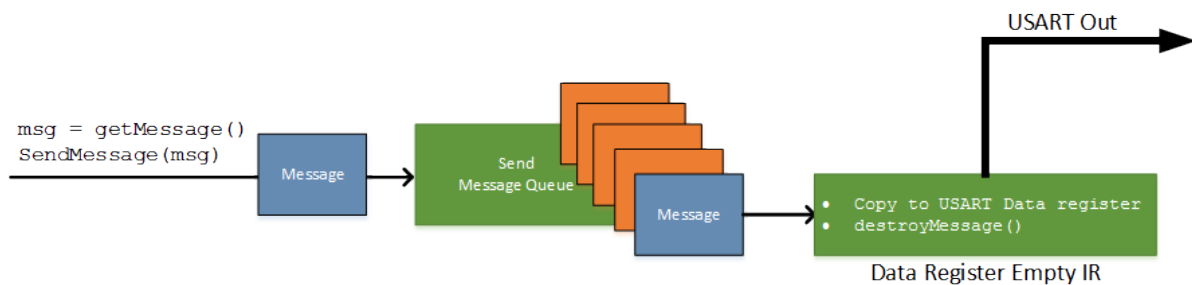 USART Out
msg = getMessage()
SendMessage(msg)
Message
Send
Message Queue
Message
• Copy to USART Data register
• destroyMessage()
Data Register Empty IR